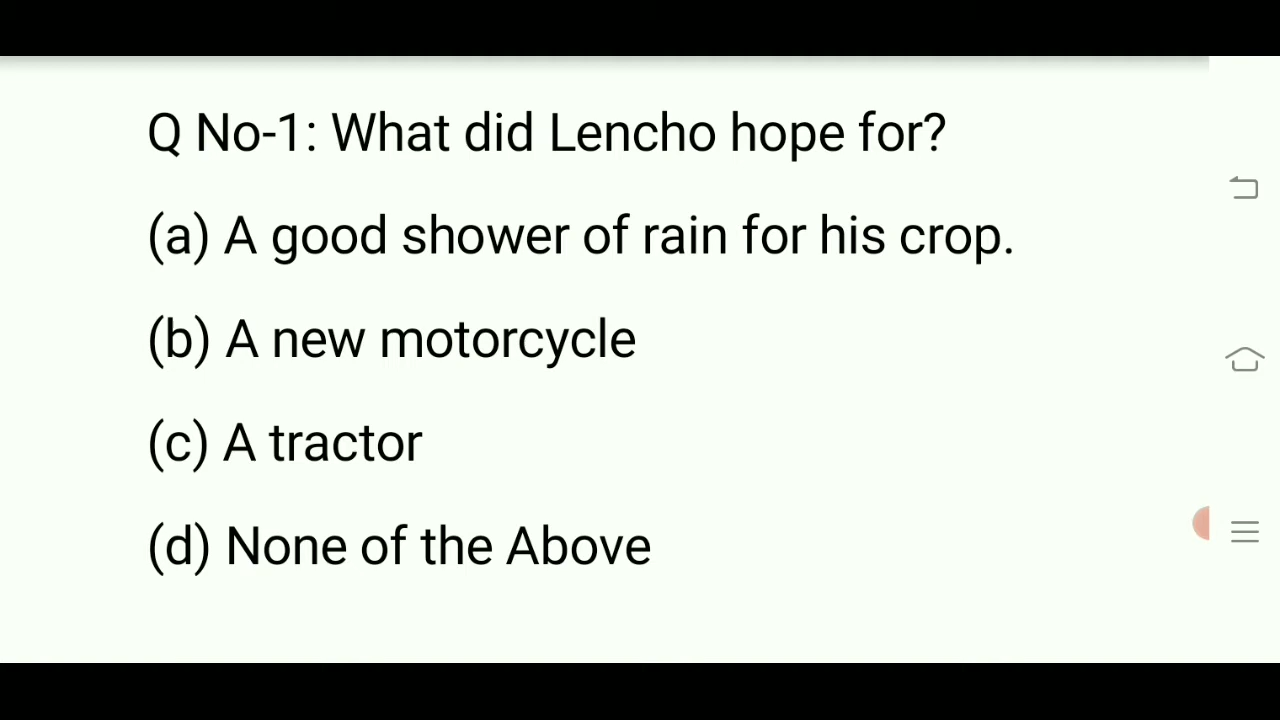 Q No-1: What did Lencho hope for?
(a) A good shower of rain for his crop.
(b) A new motorcycle
(c) A tractor
(d) None of the Above